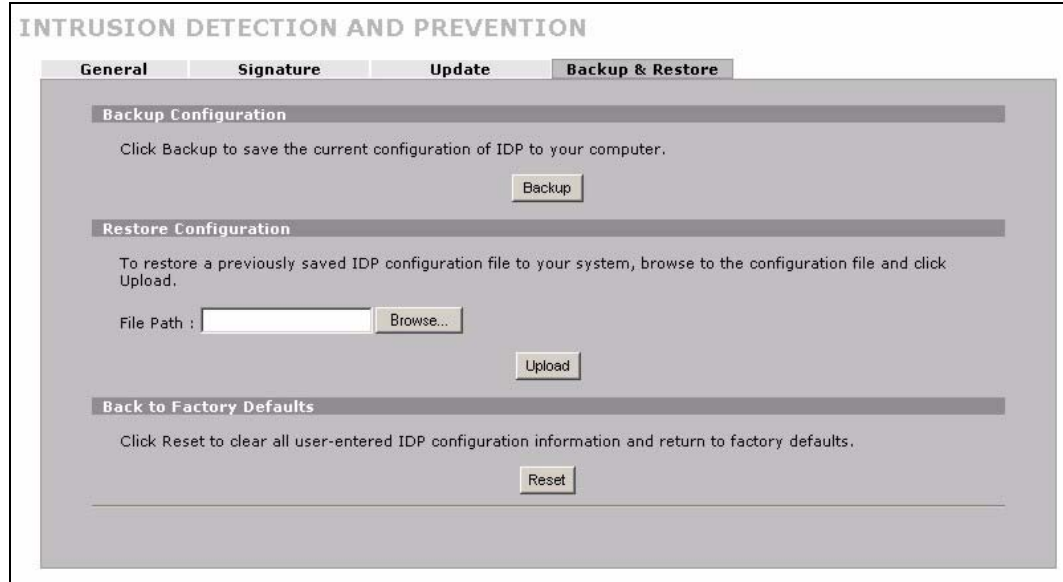 INTRUSION DETECTION AND PREVENTION
General Signature Update Backup & Restore
Backup Configuration
Click Backup to save the current configuration of IDP to your computer.
Backup
Restore Configuration
To restore a previously saved IDP configuration file to your system, browse to the configuration file and click
Upload.
File Path : Browse...
Upload
Back to Factory Defaults
Click Reset to clear all user-entered IDP configuration information and return to factory defaults.
Reset